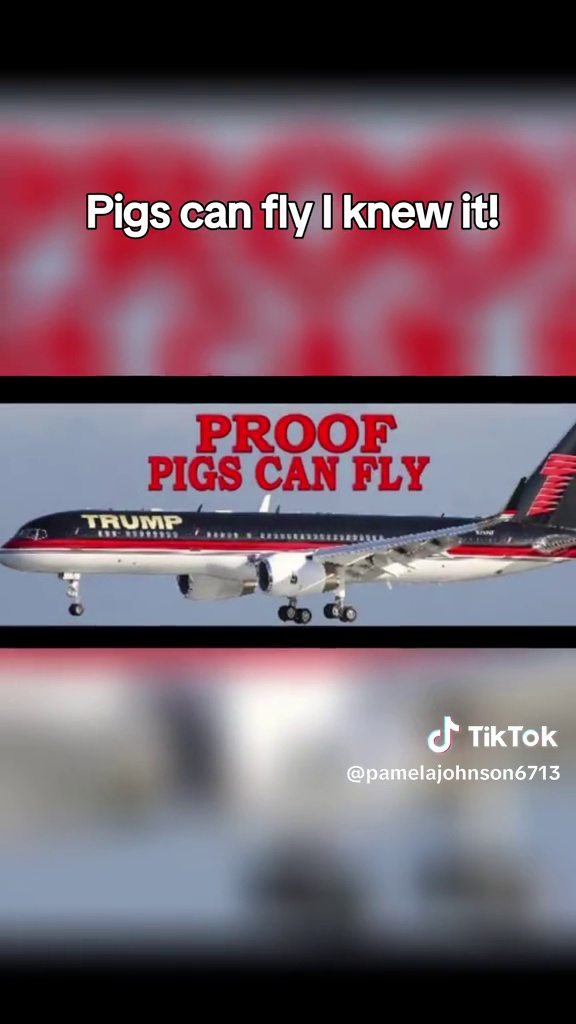 Pigs can fly I knew it!
PROOF
PIGS CAN FLY
TRUMP
TikTok
@pamelajohnson6713